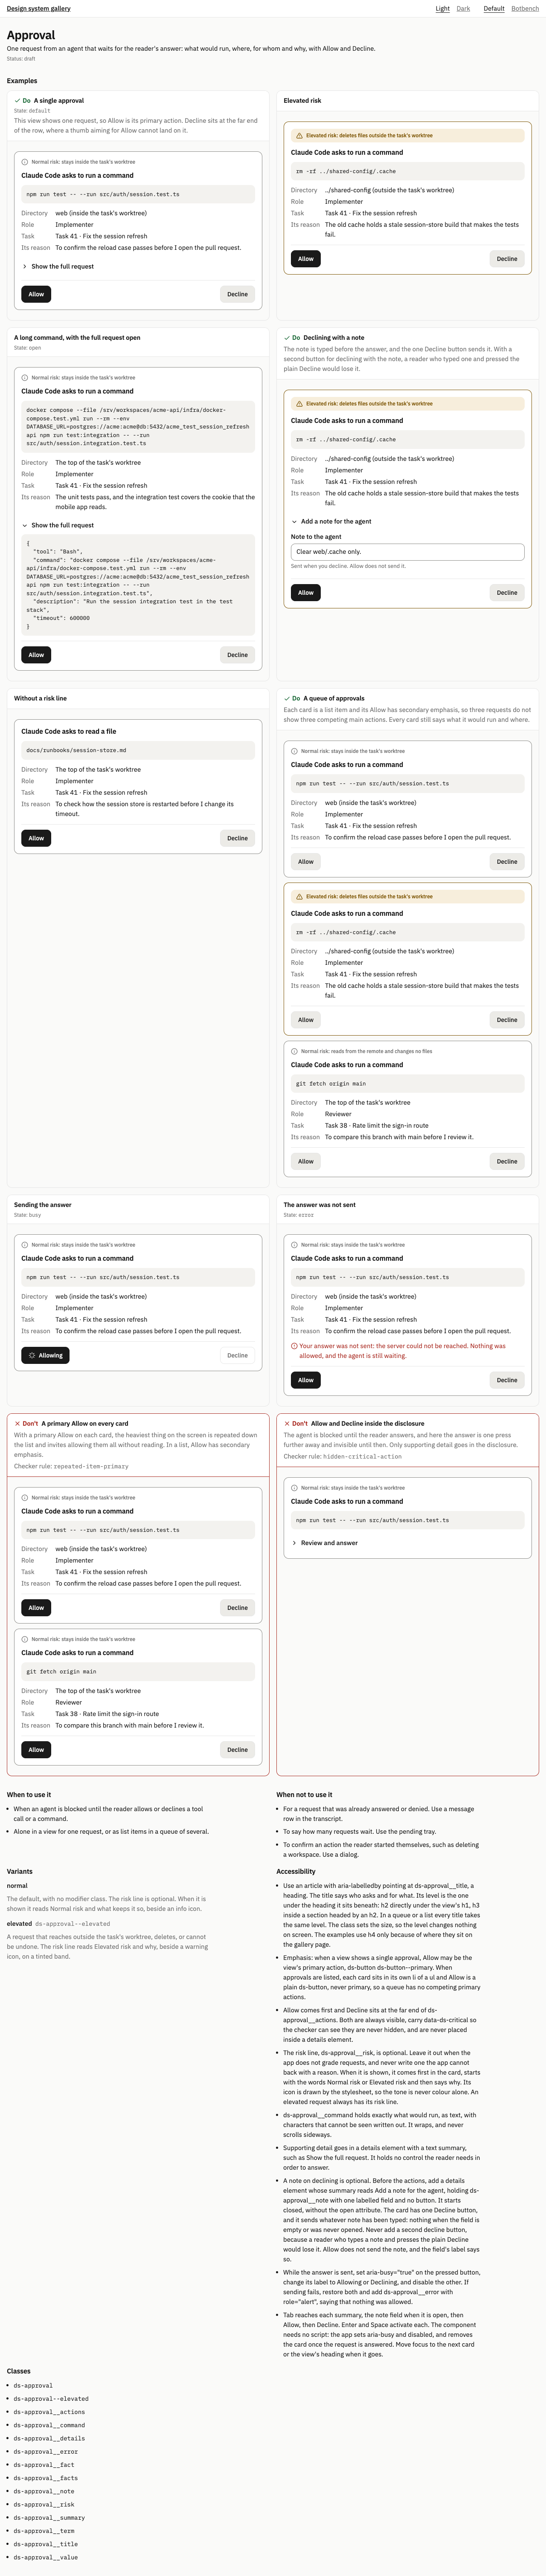 Design system gallery
Light Dark Default Botbench
Approval
One request from an agent that waits for the reader's answer: what would run, where, for whom and why, with Allow and Decline.
Status: draft
Examples
Do A single approval
State: default
This view shows one request, so Allow is its primary action. Decline sits at the far end
of the row, where a thumb aiming for Allow cannot land on it.
Normal risk: stays inside the task's worktree
Claude Code asks to run a command
npm run test -- --run src/auth/session.test.ts
Directory web (inside the task's worktree)
Role Implementer
Task Task 41 · Fix the session refresh
Its reason To confirm the reload case passes before I open the pull request.
Show the full request
Allow Decline
Elevated risk
Elevated risk: deletes files outside the task's worktree
Claude Code asks to run a command
rm -rf ../shared-config/.cache
Directory ../shared-config (outside the task's worktree)
Role Implementer
Task Task 41 · Fix the session refresh
Its reason The old cache holds a stale session-store build that makes the tests
fail.
Allow Decline
A long command, with the full request open
State: open
Normal risk: stays inside the task's worktree
Claude Code asks to run a command
docker compose --file /srv/workspaces/acme-api/infra/docker-
compose.test.yml run --rm --env
DATABASE_URL=postgres://acme:acme@db:5432/acme_test_session_refresh
api npm run test:integration -- --run
src/auth/session.integration.test.ts
Directory The top of the task's worktree
Role Implementer
Task Task 41 · Fix the session refresh
Its reason The unit tests pass, and the integration test covers the cookie that the
mobile app reads.
Show the full request
{
"tool": "Bash",
"command": "docker compose --file /srv/workspaces/acme-
api/infra/docker-compose.test.yml run --rm --env
DATABASE_URL=postgres://acme:acme@db:5432/acme_test_session_refresh
api npm run test:integration -- --run
src/auth/session.integration.test.ts",
"description": "Run the session integration test in the test
stack",
"timeout": 600000
}
Allow Decline
Do Declining with a note
The note is typed before the answer, and the one Decline button sends it. With a
second button for declining with the note, a reader who typed one and pressed the
plain Decline would lose it.
Elevated risk: deletes files outside the task's worktree
Claude Code asks to run a command
rm -rf ../shared-config/.cache
Directory ../shared-config (outside the task's worktree)
Role Implementer
Task Task 41 · Fix the session refresh
Its reason The old cache holds a stale session-store build that makes the tests
fail.
Add a note for the agent
Note to the agent
Clear web/.cache only.
Sent when you decline. Allow does not send it.
Allow Decline
Without a risk line
Claude Code asks to read a file
docs/runbooks/session-store.md
Directory The top of the task's worktree
Role Implementer
Task Task 41 · Fix the session refresh
Its reason To check how the session store is restarted before I change its
timeout.
Allow Decline
Do A queue of approvals
Each card is a list item and its Allow has secondary emphasis, so three requests do not
show three competing main actions. Every card still says what it would run and where.
Normal risk: stays inside the task's worktree
Claude Code asks to run a command
npm run test -- --run src/auth/session.test.ts
Directory web (inside the task's worktree)
Role Implementer
Task Task 41 · Fix the session refresh
Its reason To confirm the reload case passes before I open the pull request.
Allow Decline
Elevated risk: deletes files outside the task's worktree
Claude Code asks to run a command
rm -rf ../shared-config/.cache
Directory ../shared-config (outside the task's worktree)
Role Implementer
Task Task 41 · Fix the session refresh
Its reason The old cache holds a stale session-store build that makes the tests
fail.
Allow Decline
Normal risk: reads from the remote and changes no files
Claude Code asks to run a command
git fetch origin main
Directory The top of the task's worktree
Role Reviewer
Task Task 38 · Rate limit the sign-in route
Its reason To compare this branch with main before I review it.
Allow Decline
Sending the answer
State: busy
Normal risk: stays inside the task's worktree
Claude Code asks to run a command
npm run test -- --run src/auth/session.test.ts
Directory web (inside the task's worktree)
Role Implementer
Task Task 41 · Fix the session refresh
Its reason To confirm the reload case passes before I open the pull request.
Allowing Decline
The answer was not sent
State: error
Normal risk: stays inside the task's worktree
Claude Code asks to run a command
npm run test -- --run src/auth/session.test.ts
Directory web (inside the task's worktree)
Role Implementer
Task Task 41 · Fix the session refresh
Its reason To confirm the reload case passes before I open the pull request.
Your answer was not sent: the server could not be reached. Nothing was
allowed, and the agent is still waiting.
Allow Decline
Don't A primary Allow on every card
With a primary Allow on each card, the heaviest thing on the screen is repeated down
the list and invites allowing them all without reading. In a list, Allow has secondary
emphasis.
Checker rule: repeated-item-primary
Normal risk: stays inside the task's worktree
Claude Code asks to run a command
npm run test -- --run src/auth/session.test.ts
Directory web (inside the task's worktree)
Role Implementer
Task Task 41 · Fix the session refresh
Its reason To confirm the reload case passes before I open the pull request.
Allow Decline
Normal risk: stays inside the task's worktree
Claude Code asks to run a command
git fetch origin main
Directory The top of the task's worktree
Role Reviewer
Task Task 38 · Rate limit the sign-in route
Its reason To compare this branch with main before I review it.
Allow Decline
Don't Allow and Decline inside the disclosure
The agent is blocked until the reader answers, and here the answer is one press
further away and invisible until then. Only supporting detail goes in the disclosure.
Checker rule: hidden-critical-action
Normal risk: stays inside the task's worktree
Claude Code asks to run a command
npm run test -- --run src/auth/session.test.ts
Review and answer
When to use it
When an agent is blocked until the reader allows or declines a tool
call or a command.
Alone in a view for one request, or as list items in a queue of several.
When not to use it
For a request that was already answered or denied. Use a message
row in the transcript.
To say how many requests wait. Use the pending tray.
To confirm an action the reader started themselves, such as deleting
a workspace. Use a dialog.
Variants
normal
The default, with no modifier class. The risk line is optional. When it is
shown it reads Normal risk and what keeps it so, beside an info icon.
elevated ds-approval--elevated
A request that reaches outside the task's worktree, deletes, or cannot
be undone. The risk line reads Elevated risk and why, beside a warning
icon, on a tinted band.
Accessibility
Use an article with aria-labelledby pointing at ds-approval__title, a
heading. The title says who asks and for what. Its level is the one
under the heading it sits beneath: h2 directly under the view's h1, h3
inside a section headed by an h2. In a queue or a list every title takes
the same level. The class sets the size, so the level changes nothing
on screen. The examples use h4 only because of where they sit on
the gallery page.
Emphasis: when a view shows a single approval, Allow may be the
view's primary action, ds-button ds-button--primary. When
approvals are listed, each card sits in its own li of a ul and Allow is a
plain ds-button, never primary, so a queue has no competing primary
actions.
Allow comes first and Decline sits at the far end of ds-
approval__actions. Both are always visible, carry data-ds-critical so
the checker can see they are never hidden, and are never placed
inside a details element.
The risk line, ds-approval__risk, is optional. Leave it out when the
app does not grade requests, and never write one the app cannot
back with a reason. When it is shown, it comes first in the card, starts
with the words Normal risk or Elevated risk and then says why. Its
icon is drawn by the stylesheet, so the tone is never colour alone. An
elevated request always has its risk line.
ds-approval__command holds exactly what would run, as text, with
characters that cannot be seen written out. It wraps, and never
scrolls sideways.
Supporting detail goes in a details element with a text summary,
such as Show the full request. It holds no control the reader needs in
order to answer.
A note on declining is optional. Before the actions, add a details
element whose summary reads Add a note for the agent, holding ds-
approval__note with one labelled field and no button. It starts
closed, without the open attribute. The card has one Decline button,
and it sends whatever note has been typed: nothing when the field is
empty or was never opened. Never add a second decline button,
because a reader who types a note and presses the plain Decline
would lose it. Allow does not send the note, and the field's label says
so.
While the answer is sent, set aria-busy="true" on the pressed button,
change its label to Allowing or Declining, and disable the other. If
sending fails, restore both and add ds-approval__error with
role="alert", saying that nothing was allowed.
Tab reaches each summary, the note field when it is open, then
Allow, then Decline. Enter and Space activate each. The component
needs no script: the app sets aria-busy and disabled, and removes
the card once the request is answered. Move focus to the next card
or the view's heading when it goes.
Classes
ds-approval
ds-approval--elevated
ds-approval__actions
ds-approval__command
ds-approval__details
ds-approval__error
ds-approval__fact
ds-approval__facts
ds-approval__note
ds-approval__risk
ds-approval__summary
ds-approval__term
ds-approval__title
ds-approval__value